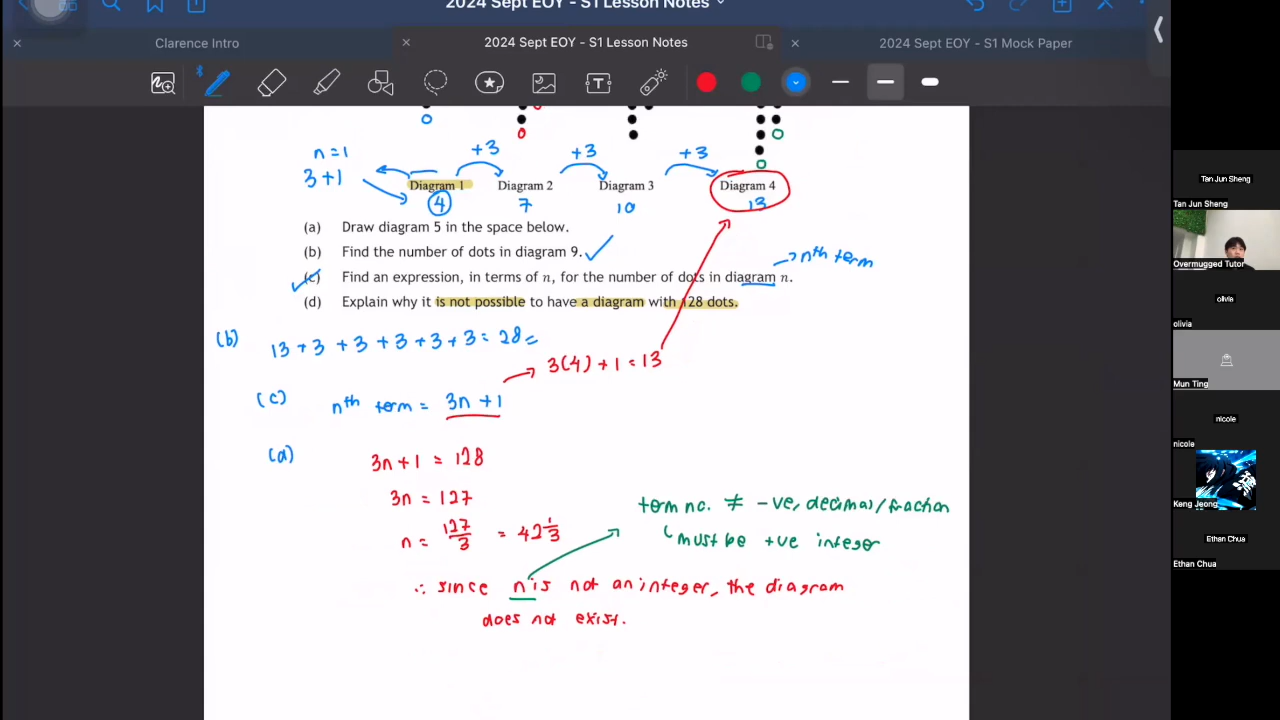 2024 Sept EOY - S1 Lesson Notes
Clarence Intro
2024 Sept EOY - S1 Lesson Notes
2024 Sept EOY - S1 Mock Paper
n = 1
3 + 1
+3
+3
+3
Diagram 1
Diagram 2
Diagram 3
Diagram 4
4
7
10
13
(a) Draw diagram 5 in the space below.
(b) Find the number of dots in diagram 9.
→ nth term
(c) Find an expression, in terms of n, for the number of dots in diagram n.
(d) Explain why it is not possible to have a diagram with 128 dots.
(b) 13 + 3 + 3 + 3 + 3 + 3 = 28 =
3(4) + 1 = 13
(c) nth term = 3n + 1
(d)
3n + 1 = 128
3n = 127
n = 127/3 = 42 1/3
term no. ≠ -ve, decimal/fraction
must be +ve integer
∴ since n is not an integer, the diagram
does not exist.
Tan Jun Sheng
Tan Jun Sheng
Overmugged Tutor
olivia
olivia
Mun Ting
nicole
nicole
Keng Jeong
Ethan Chua
Ethan Chua